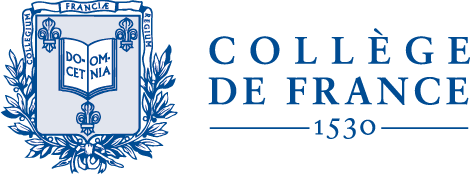 COLLEGIUM FRANCIÆ REGIUM
DO·OM·
CET NIA
COLLÈGE
DE FRANCE
1530